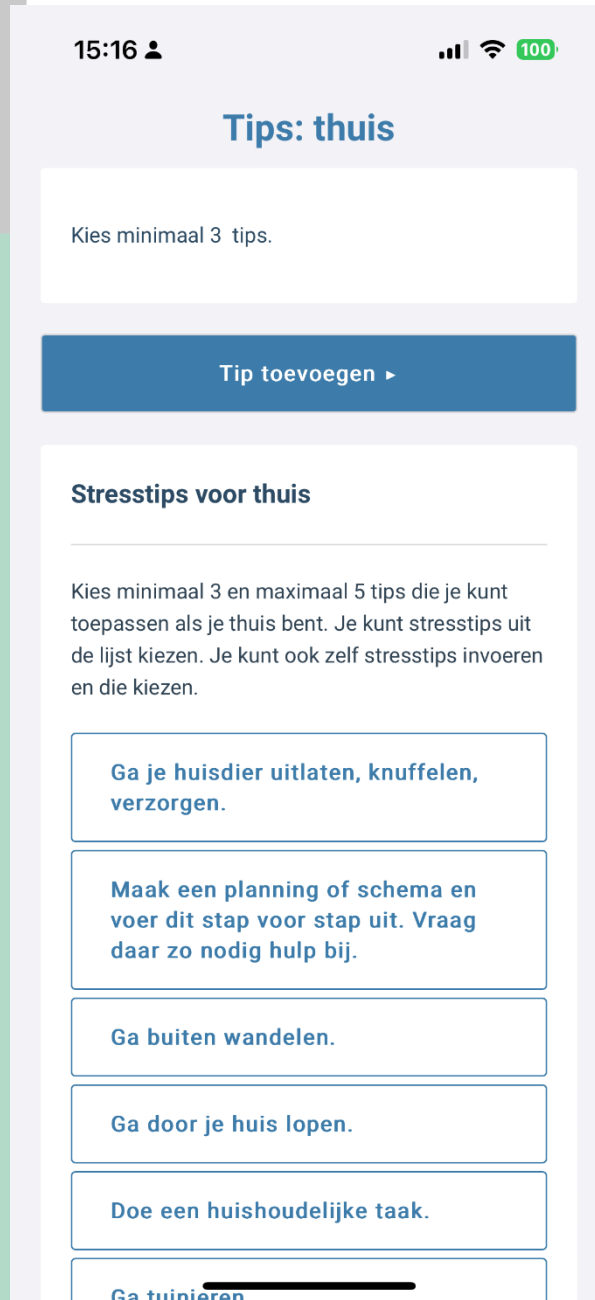 15:16
100
Tips: thuis
Kies minimaal 3 tips.
Tip toevoegen ▸
Stresstips voor thuis
Kies minimaal 3 en maximaal 5 tips die je kunt
toepassen als je thuis bent. Je kunt stresstips uit
de lijst kiezen. Je kunt ook zelf stresstips invoeren
en die kiezen.
Ga je huisdier uitlaten, knuffelen,
verzorgen.
Maak een planning of schema en
voer dit stap voor stap uit. Vraag
daar zo nodig hulp bij.
Ga buiten wandelen.
Ga door je huis lopen.
Doe een huishoudelijke taak.
Ga tuinieren